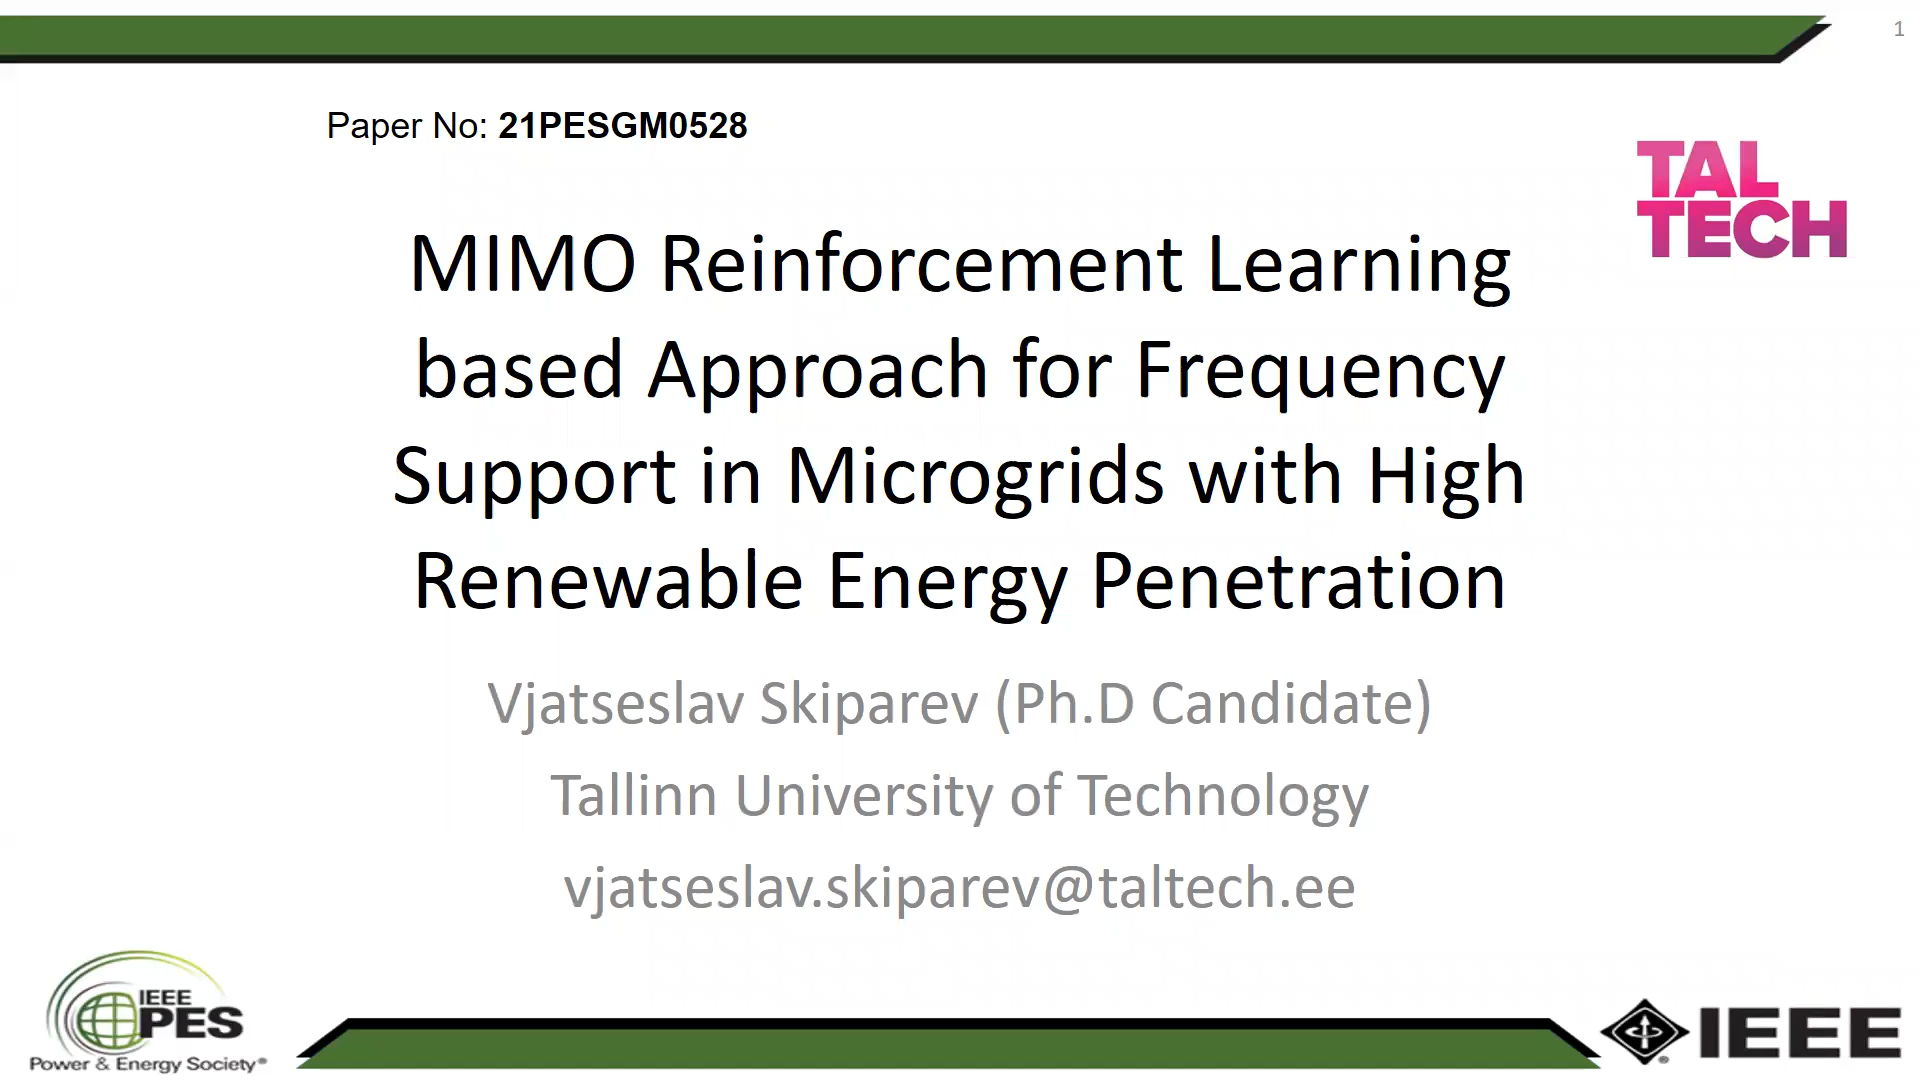 1
Paper No: 21PESGM0528
TAL
TECH
MIMO Reinforcement Learning
based Approach for Frequency
Support in Microgrids with High
Renewable Energy Penetration
Vjatseslav Skiparev (Ph.D Candidate)
Tallinn University of Technology
vjatseslav.skiparev@taltech.ee
IEEE
PES
Power & Energy Society®
IEEE